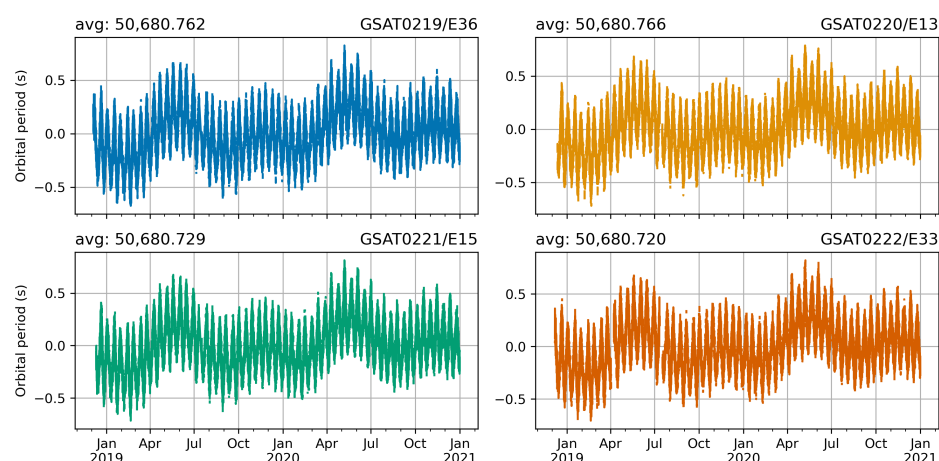 avg: 50,680.762 GSAT0219/E36
avg: 50,680.766 GSAT0220/E13
Orbital period (s)
0.5
0.0
−0.5
0.5
0.0
−0.5
avg: 50,680.729 GSAT0221/E15
avg: 50,680.720 GSAT0222/E33
Orbital period (s)
0.5
0.0
−0.5
0.5
0.0
−0.5
Jan Apr Jul Oct Jan Apr Jul Oct Jan
2019 2020 2021
Jan Apr Jul Oct Jan Apr Jul Oct Jan
2019 2020 2021